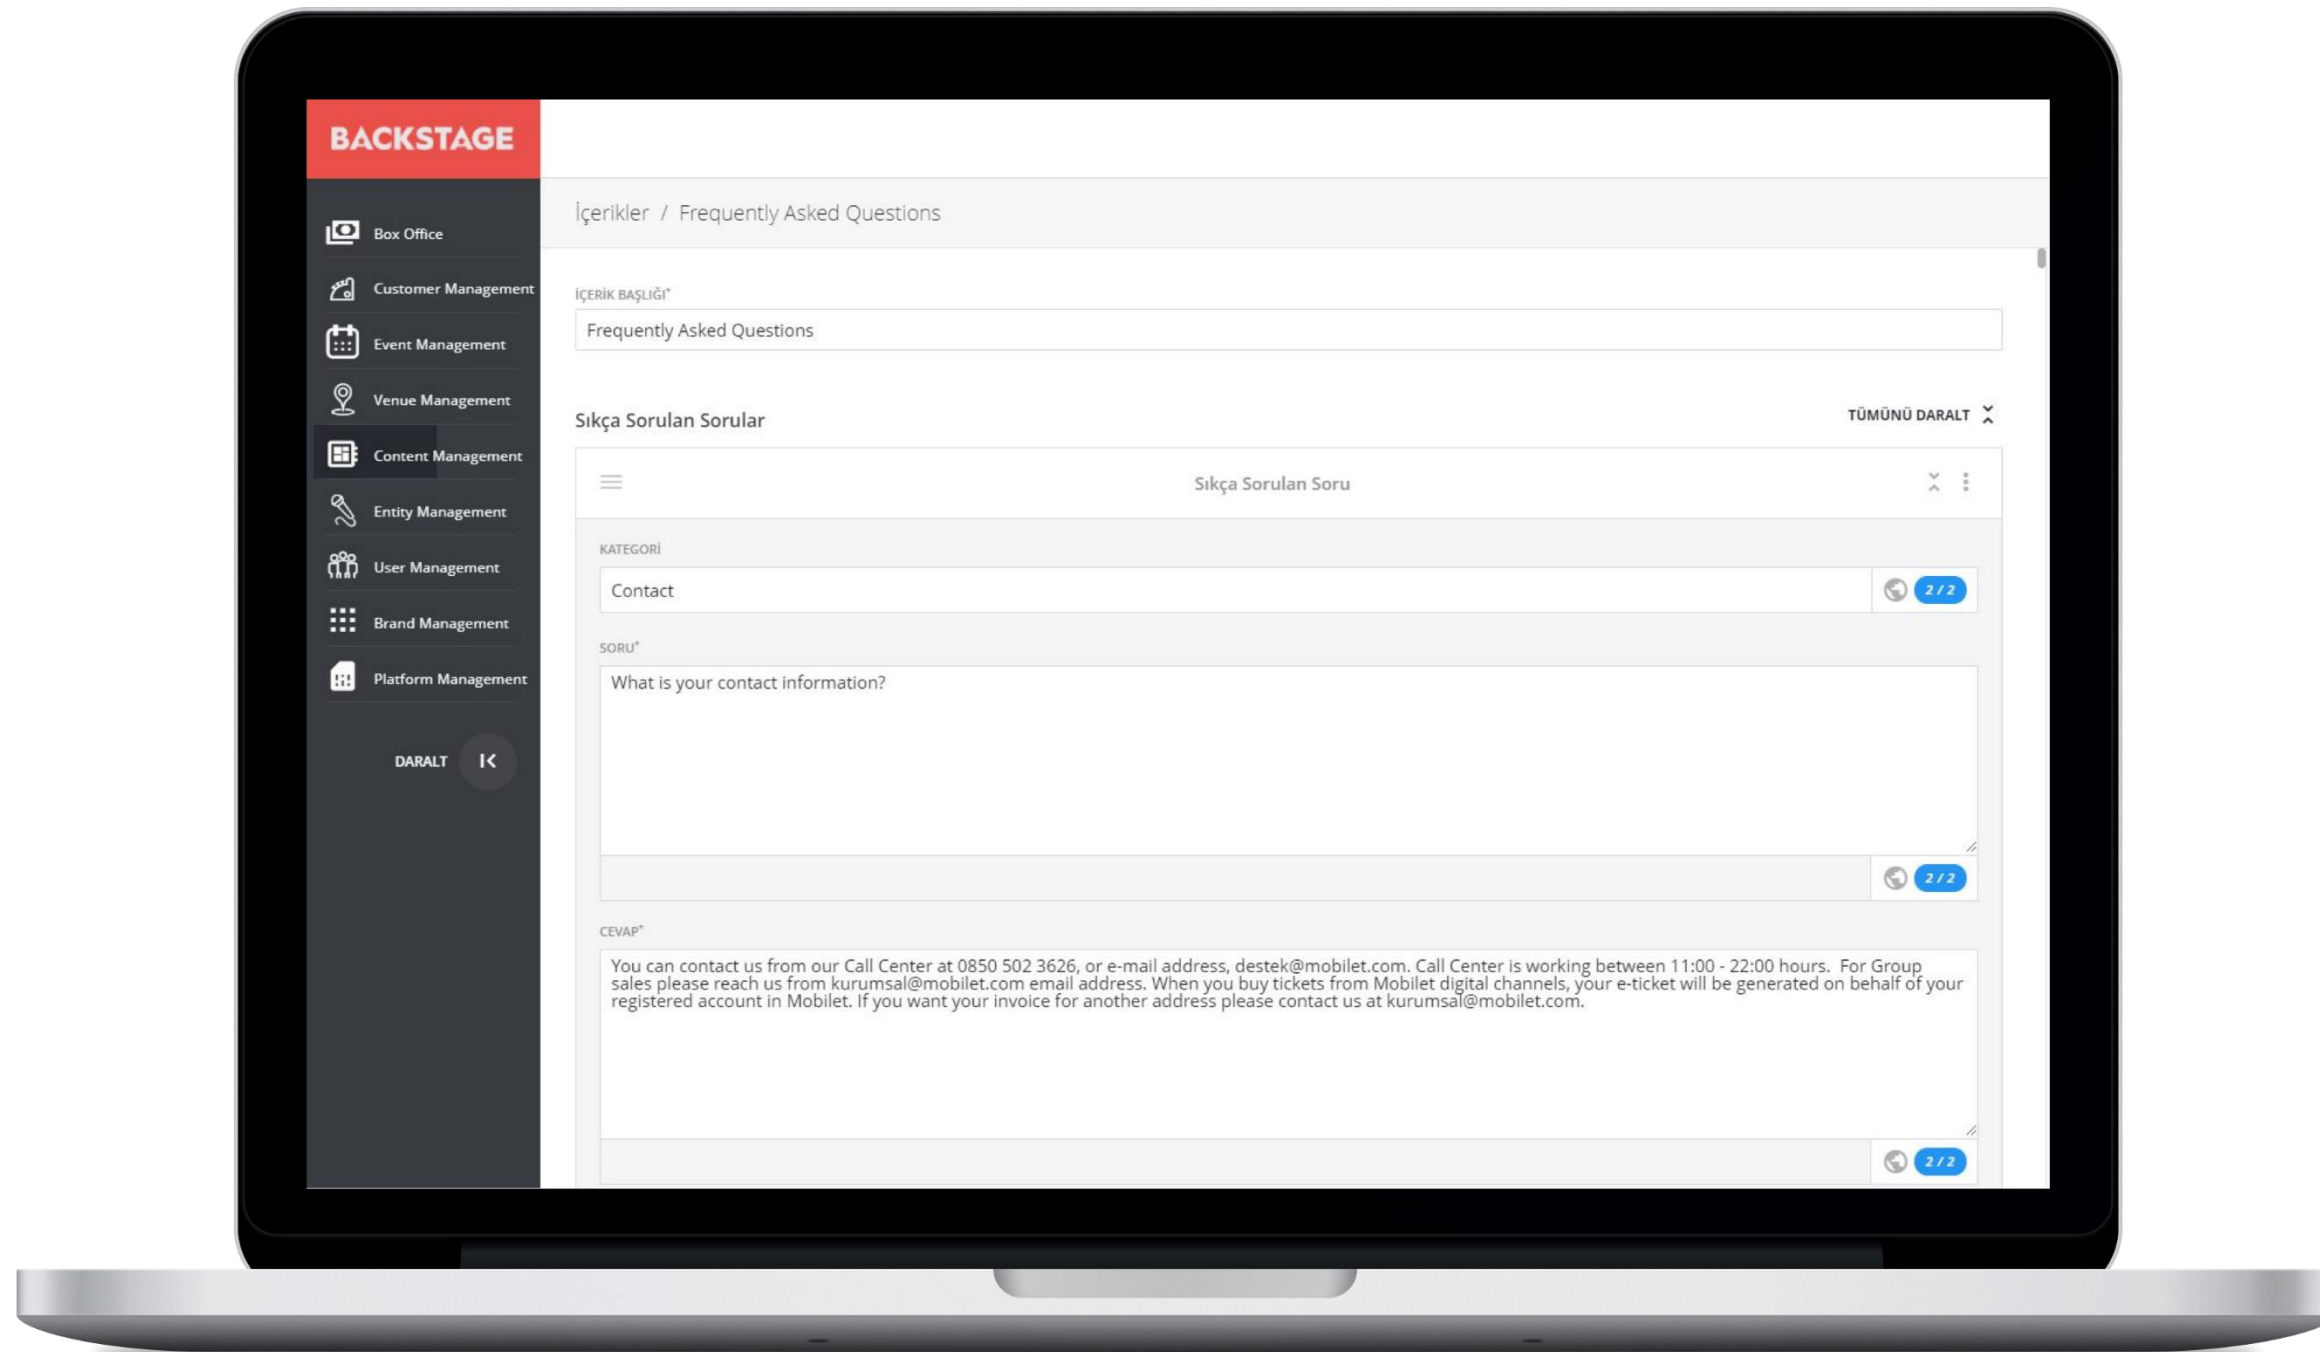 BACKSTAGE
Box Office
Customer Management
Event Management
Venue Management
Content Management
Entity Management
User Management
Brand Management
Platform Management
DARALT
İçerikler / Frequently Asked Questions
İÇERİK BAŞLIĞI*
Frequently Asked Questions
Sıkça Sorulan Sorular
TÜMÜNÜ DARALT
Sıkça Sorulan Soru
KATEGORİ
Contact
2 / 2
SORU*
What is your contact information?
2 / 2
CEVAP*
You can contact us from our Call Center at 0850 502 3626, or e-mail address, destek@mobilet.com. Call Center is working between 11:00 - 22:00 hours.  For Group
sales please reach us from kurumsal@mobilet.com email address. When you buy tickets from Mobilet digital channels, your e-ticket will be generated on behalf of your
registered account in Mobilet. If you want your invoice for another address please contact us at kurumsal@mobilet.com.
2 / 2